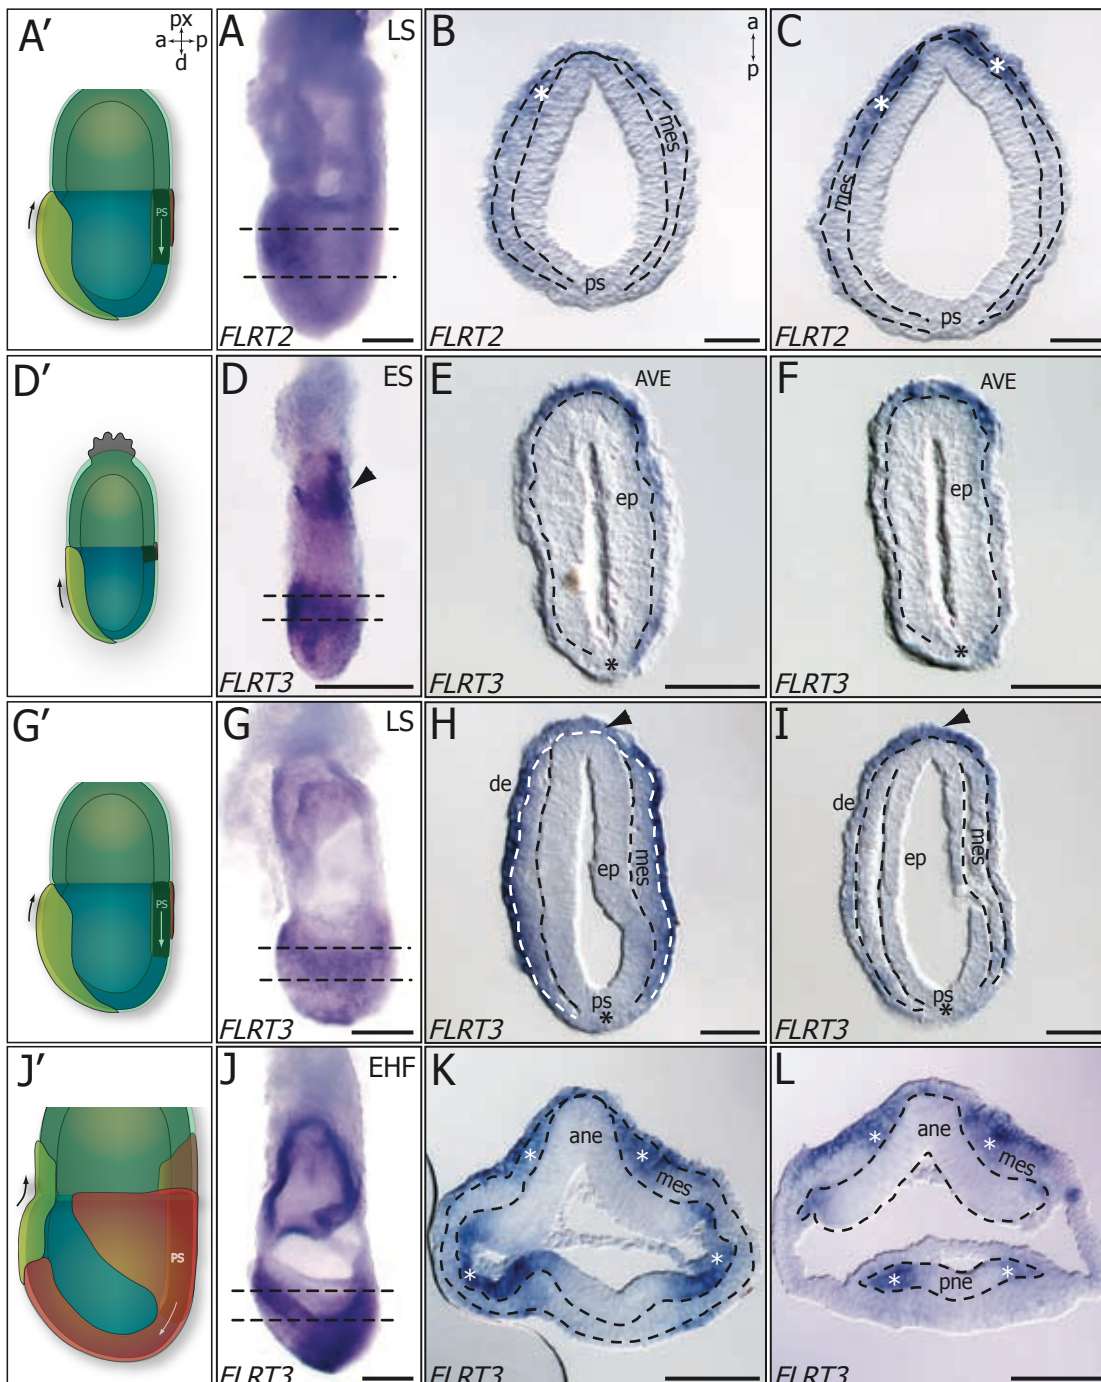 A'
px
a p
d
PS
A
LS
FLRT2
B
a
p
*
mes
ps
FLRT2
C
*
*
mes
ps
FLRT2
D'
D
ES
FLRT3
E
AVE
ep
*
FLRT3
F
AVE
ep
*
FLRT3
G'
PS
G
LS
FLRT3
H
de
ep
mes
ps
*
FLRT3
I
de
ep
mes
ps
*
FLRT3
J'
PS
J
EHF
FLRT3
K
ane
* *
mes
* *
FLRT3
L
ane
* *
mes
* *
pne
FLRT3